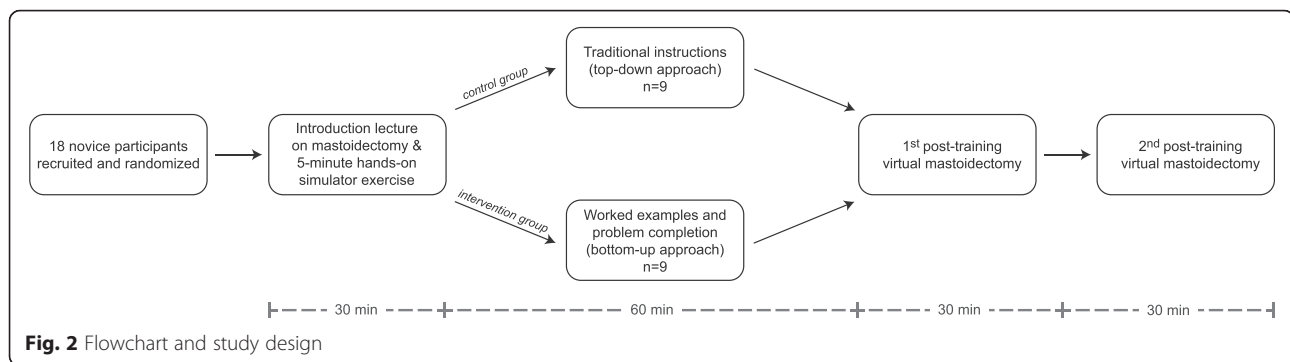 18 novice participants
recruited and randomized
Introduction lecture
on mastoidectomy &
5-minute hands-on
simulator exercise
control group
intervention group
Traditional instructions
(top-down approach)
n=9
Worked examples and
problem completion
(bottom-up approach)
n=9
1st post-training
virtual mastoidectomy
2nd post-training
virtual mastoidectomy
30 min
60 min
30 min
30 min
Fig. 2 Flowchart and study design